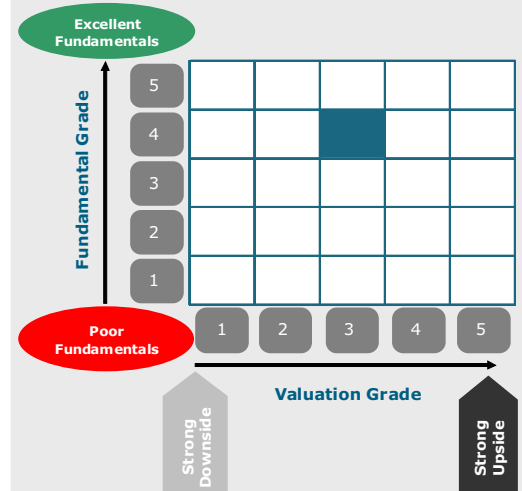 Excellent
Fundamentals
Fundamental Grade
5
4
3
2
1
Poor
Fundamentals
1 2 3 4 5
Valuation Grade
Strong
Downside
Strong
Upside